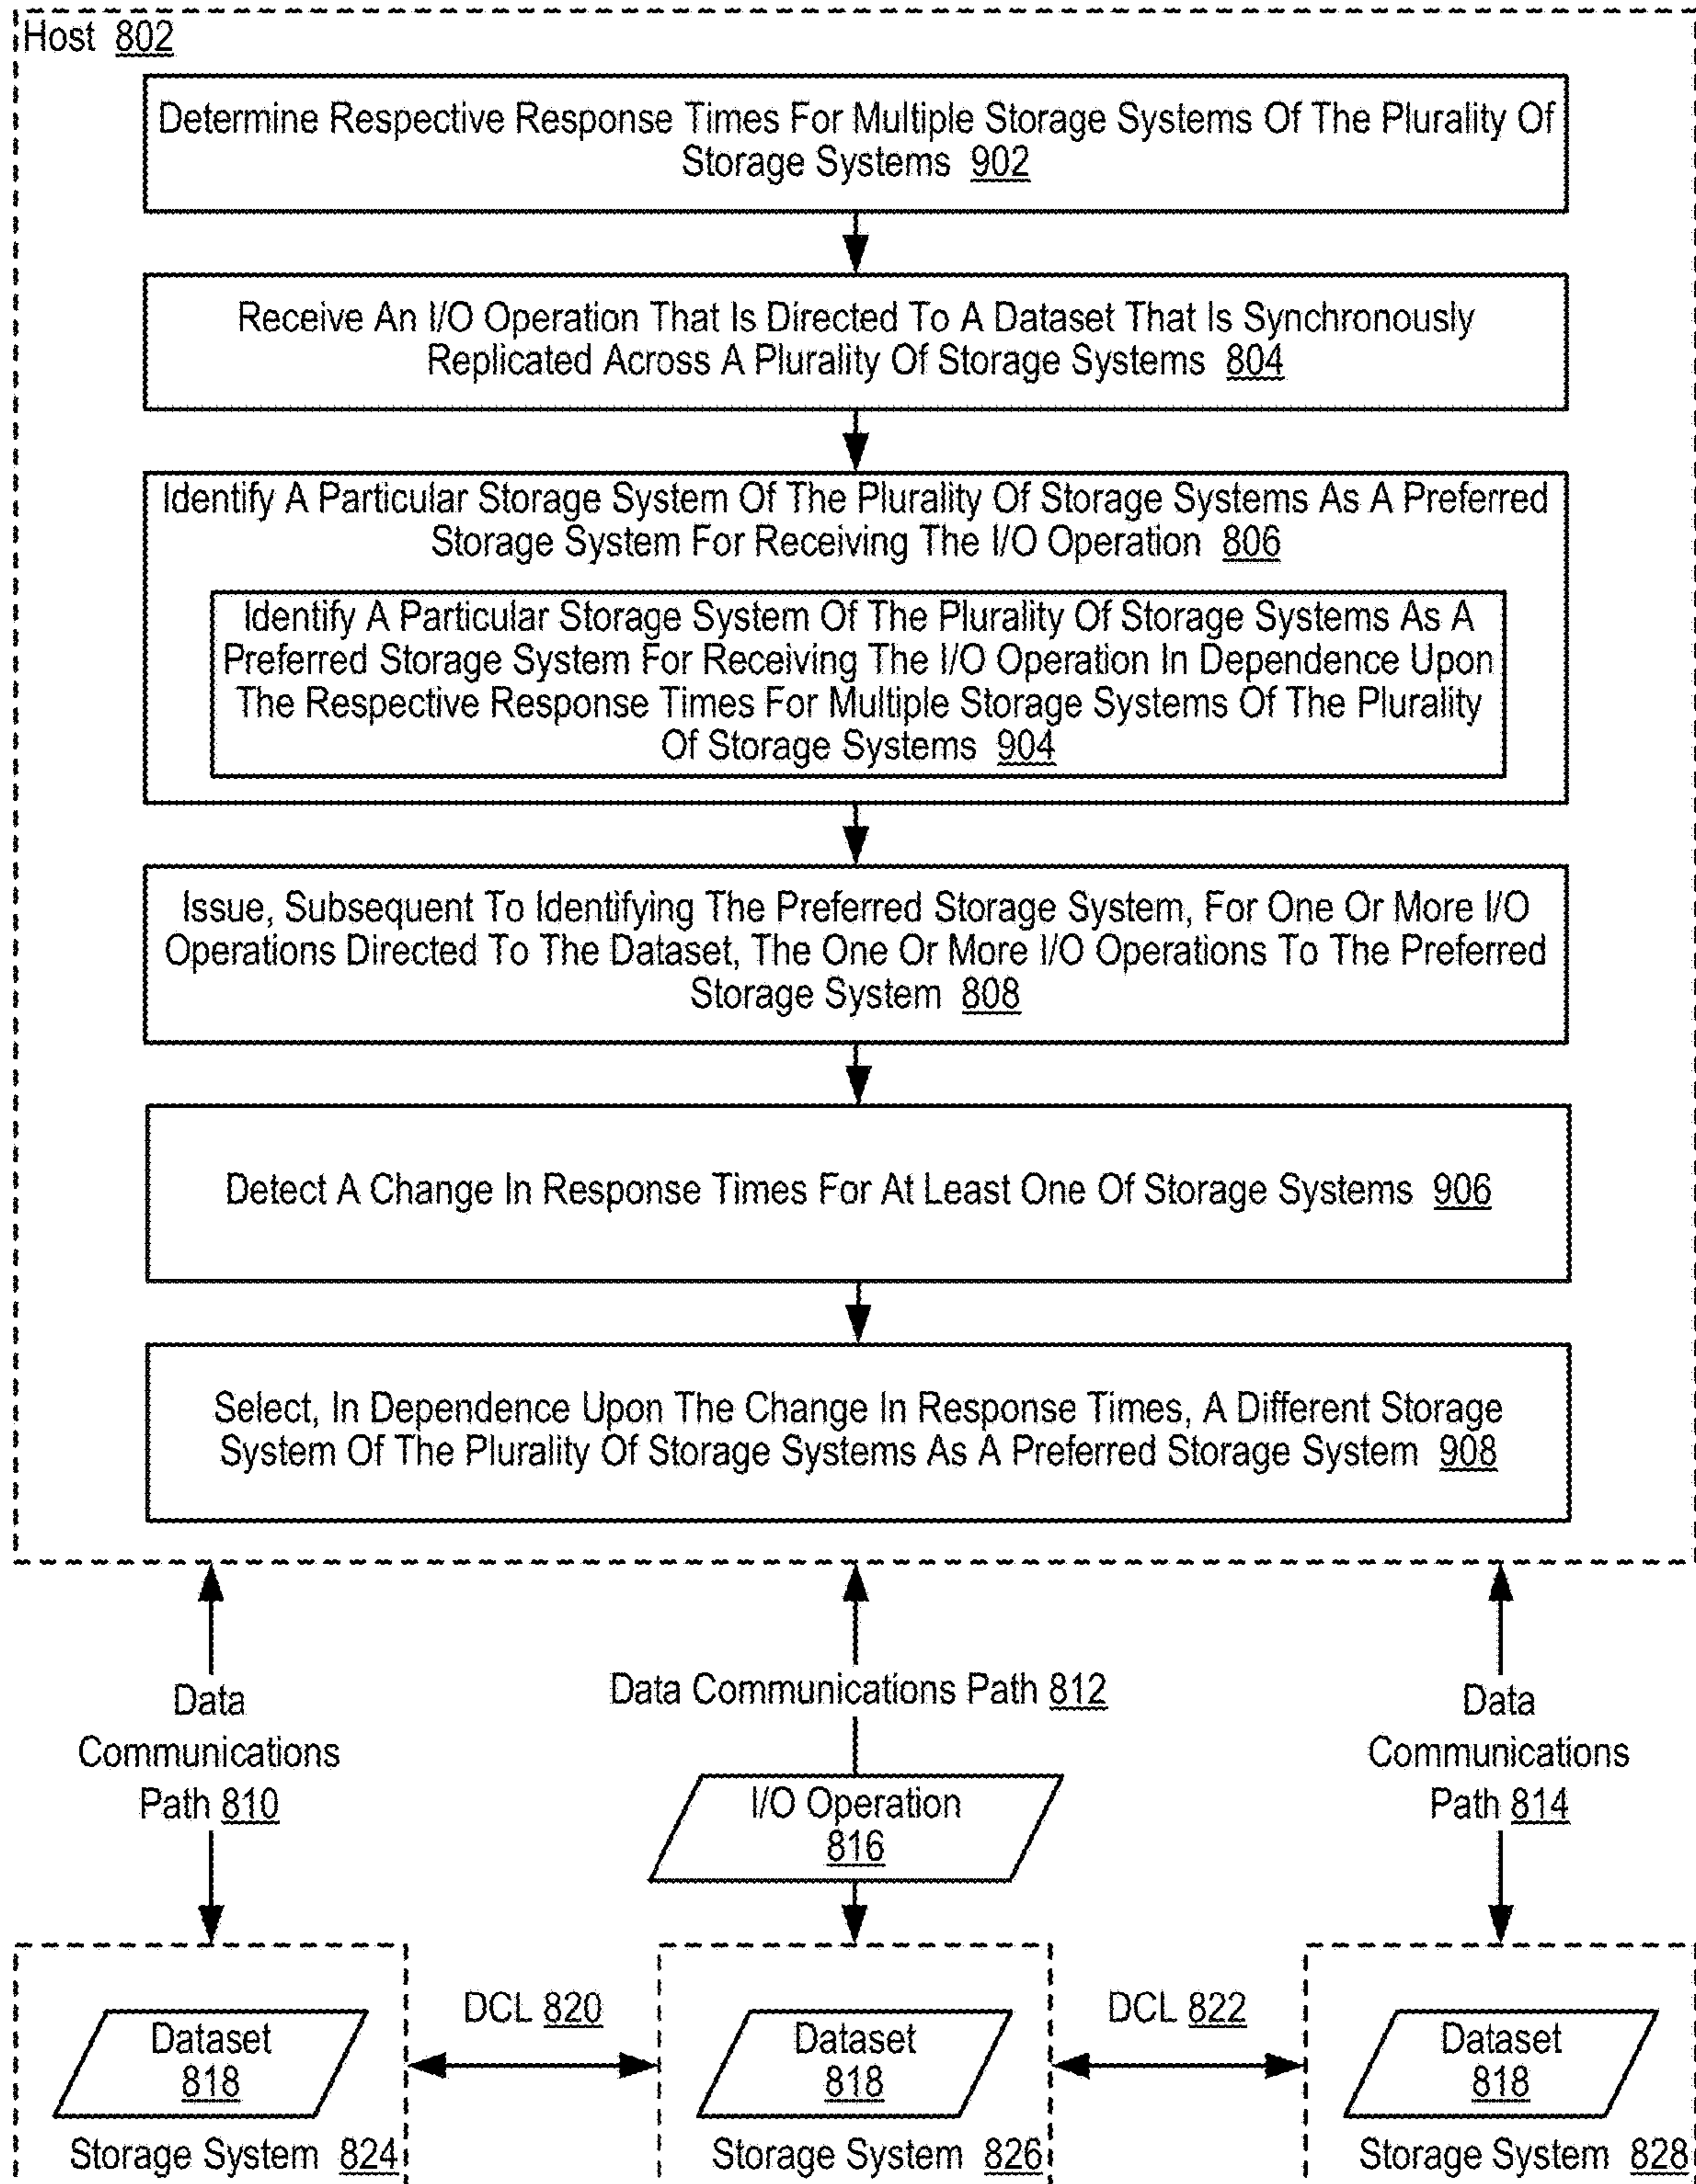 Host 802
Determine Respective Response Times For Multiple Storage Systems Of The Plurality Of
Storage Systems 902
Receive An I/O Operation That Is Directed To A Dataset That Is Synchronously
Replicated Across A Plurality Of Storage Systems 804
Identify A Particular Storage System Of The Plurality Of Storage Systems As A Preferred
Storage System For Receiving The I/O Operation 806
Identify A Particular Storage System Of The Plurality Of Storage Systems As A
Preferred Storage System For Receiving The I/O Operation In Dependence Upon
The Respective Response Times For Multiple Storage Systems Of The Plurality
Of Storage Systems 904
Issue, Subsequent To Identifying The Preferred Storage System, For One Or More I/O
Operations Directed To The Dataset, The One Or More I/O Operations To The Preferred
Storage System 808
Detect A Change In Response Times For At Least One Of Storage Systems 906
Select, In Dependence Upon The Change In Response Times, A Different Storage
System Of The Plurality Of Storage Systems As A Preferred Storage System 908
Data
Communications
Path 810
Data Communications Path 812
I/O Operation
816
Data
Communications
Path 814
Dataset
818
Storage System 824
DCL 820
Dataset
818
Storage System 826
DCL 822
Dataset
818
Storage System 828